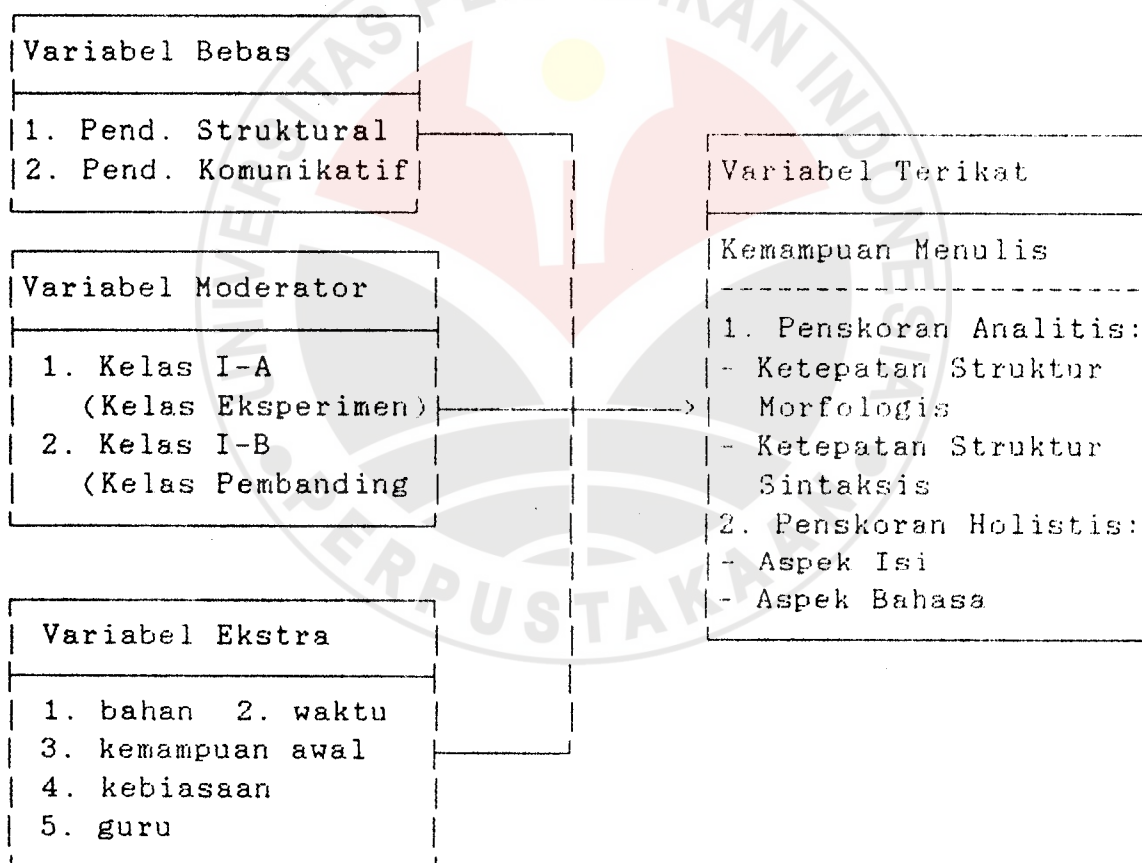 Variabel Bebas
1. Pend. Struktural
2. Pend. Komunikatif
Variabel Moderator
1. Kelas I-A
(Kelas Eksperimen)
2. Kelas I-B
(Kelas Pembanding
Variabel Ekstra
1. bahan 2. waktu
3. kemampuan awal
4. kebiasaan
5. guru
Variabel Terikat
Kemampuan Menulis
1. Penskoran Analitis:
- Ketepatan Struktur
Morfologis
- Ketepatan Struktur
Sintaksis
2. Penskoran Holistis:
- Aspek Isi
- Aspek Bahasa
PERPUSTAKAAN